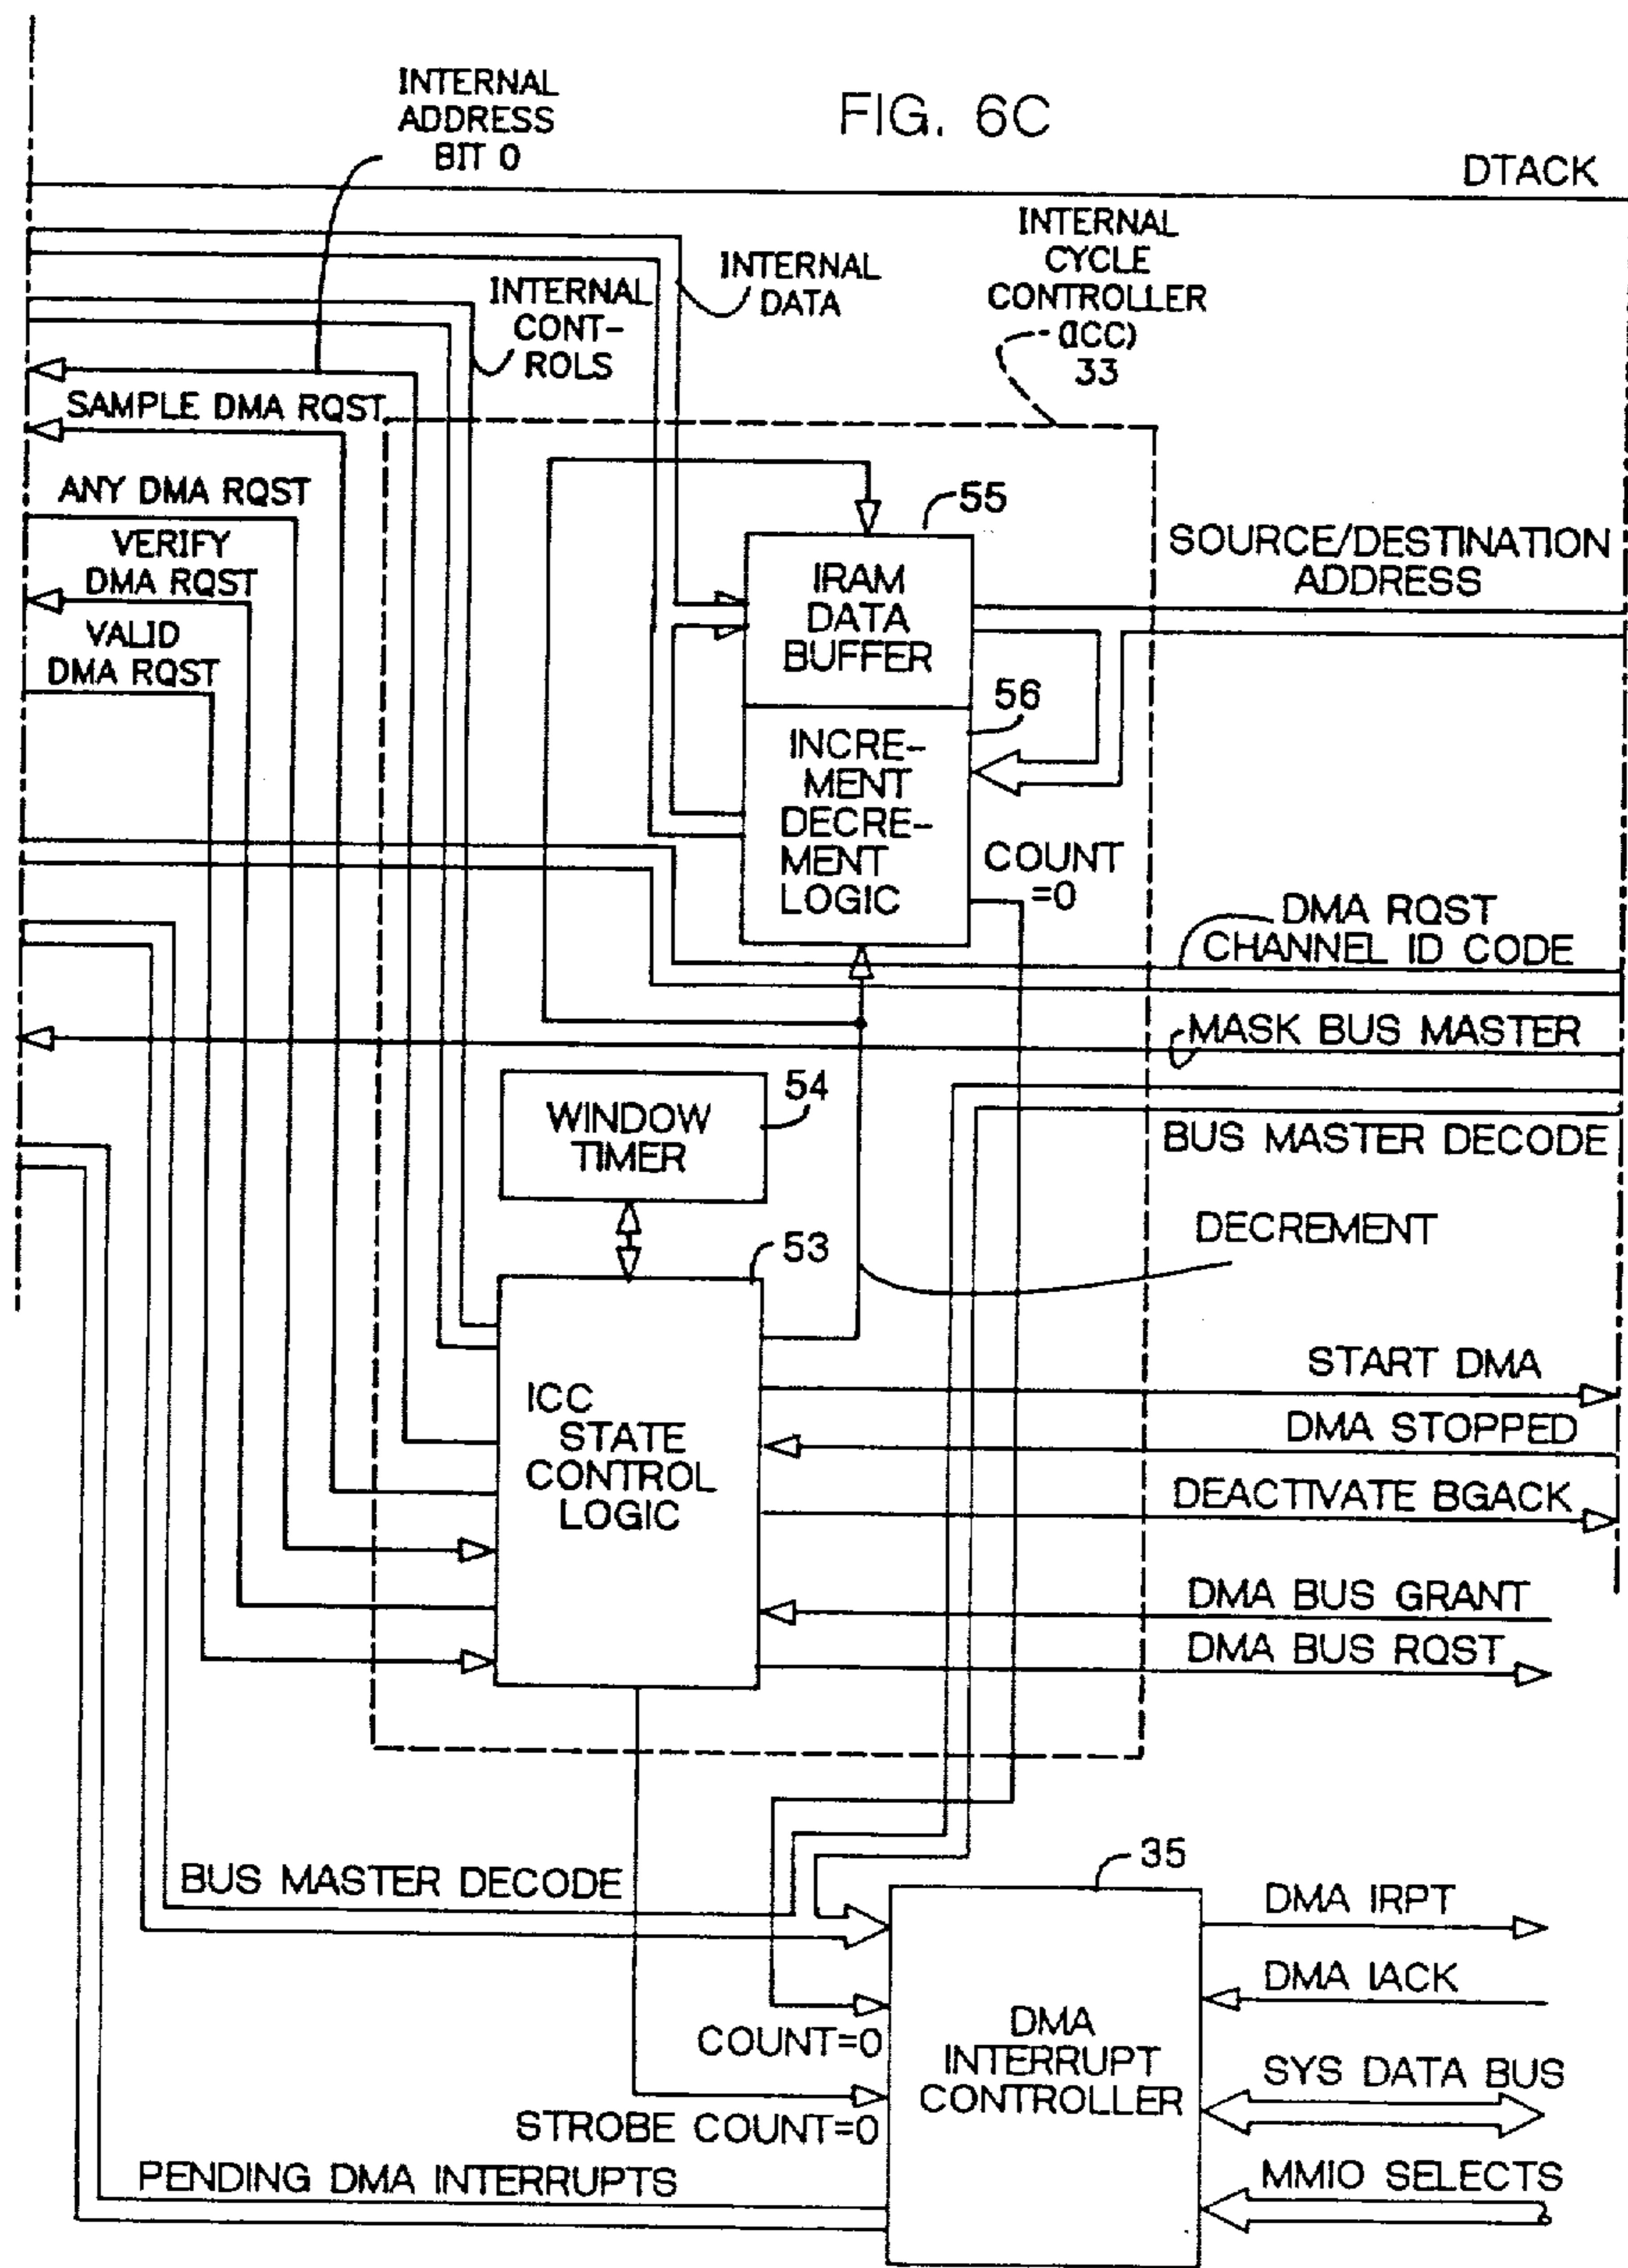 INTERNAL
ADDRESS
BIT 0
FIG. 6C
DTACK
INTERNAL
CYCLE
CONTROLLER
(ICC)
33
INTERNAL
DATA
INTERNAL
CONT-
ROLS
SAMPLE DMA RQST
ANY DMA RQST
VERIFY
DMA RQST
VALID
DMA RQST
55
IRAM
DATA
BUFFER
SOURCE/DESTINATION
ADDRESS
56
INCRE-
MENT
DECRE-
MENT
LOGIC
COUNT
=0
DMA RQST
CHANNEL ID CODE
MASK BUS MASTER
54
WINDOW
TIMER
BUS MASTER DECODE
DECREMENT
53
ICC
STATE
CONTROL
LOGIC
START DMA
DMA STOPPED
DEACTIVATE BGACK
DMA BUS GRANT
DMA BUS RQST
BUS MASTER DECODE
35
DMA IRPT
DMA IACK
DMA
INTERRUPT
CONTROLLER
COUNT=0
SYS DATA BUS
STROBE COUNT=0
PENDING DMA INTERRUPTS
MMIO SELECTS